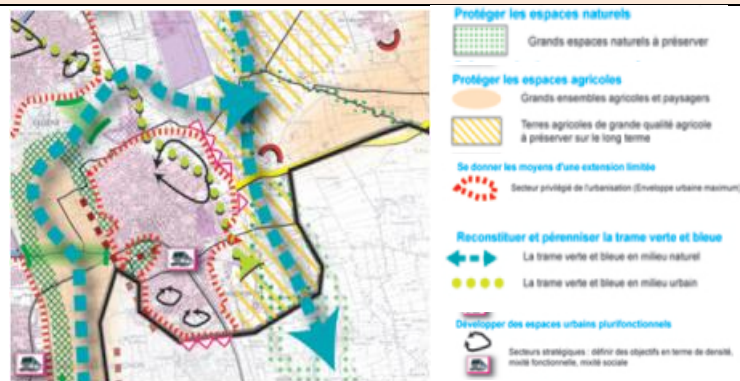 Protéger les espaces naturels
Grands espaces naturels à préserver
Protéger les espaces agricoles
Grands ensembles agricoles et paysagers
Terres agricoles de grande qualité agricole
à préserver sur le long terme
Se donner les moyens d'une extension limitée
Secteur privilégié de l'urbanisation (Enveloppe urbaine maximum)
Reconstituer et pérenniser la trame verte et bleue
La trame verte et bleue en milieu naturel
La trame verte et bleue en milieu urbain
Développer des espaces urbains plurifonctionnels
Secteurs stratégiques : définir des objectifs en terme de densité,
mixité fonctionnelle, mixité sociale